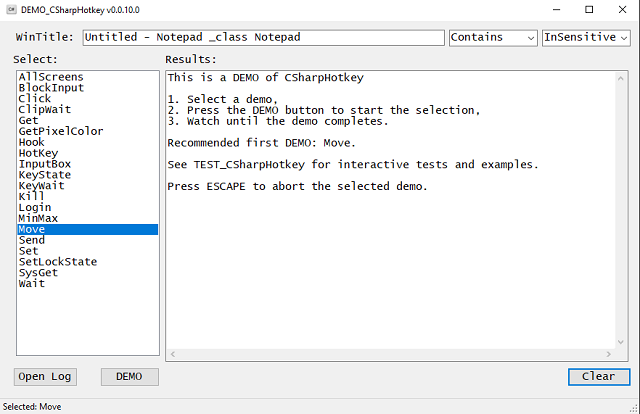 DEMO_CSharpHotkey v0.0.10.0
WinTitle: Untitled - Notepad _class Notepad Contains InSensitive
Select: Results:
AllScreens
BlockInput
Click
ClipWait
Get
GetPixelColor
Hook
HotKey
InputBox
KeyState
KeyWait
Kill
Login
MinMax
Move
Send
Set
SetLockState
SysGet
Wait
This is a DEMO of CSharpHotkey
1. Select a demo,
2. Press the DEMO button to start the selection,
3. Watch until the demo completes.
Recommended first DEMO: Move.
See TEST_CSharpHotkey for interactive tests and examples.
Press ESCAPE to abort the selected demo.
Open Log DEMO Clear
Selected: Move